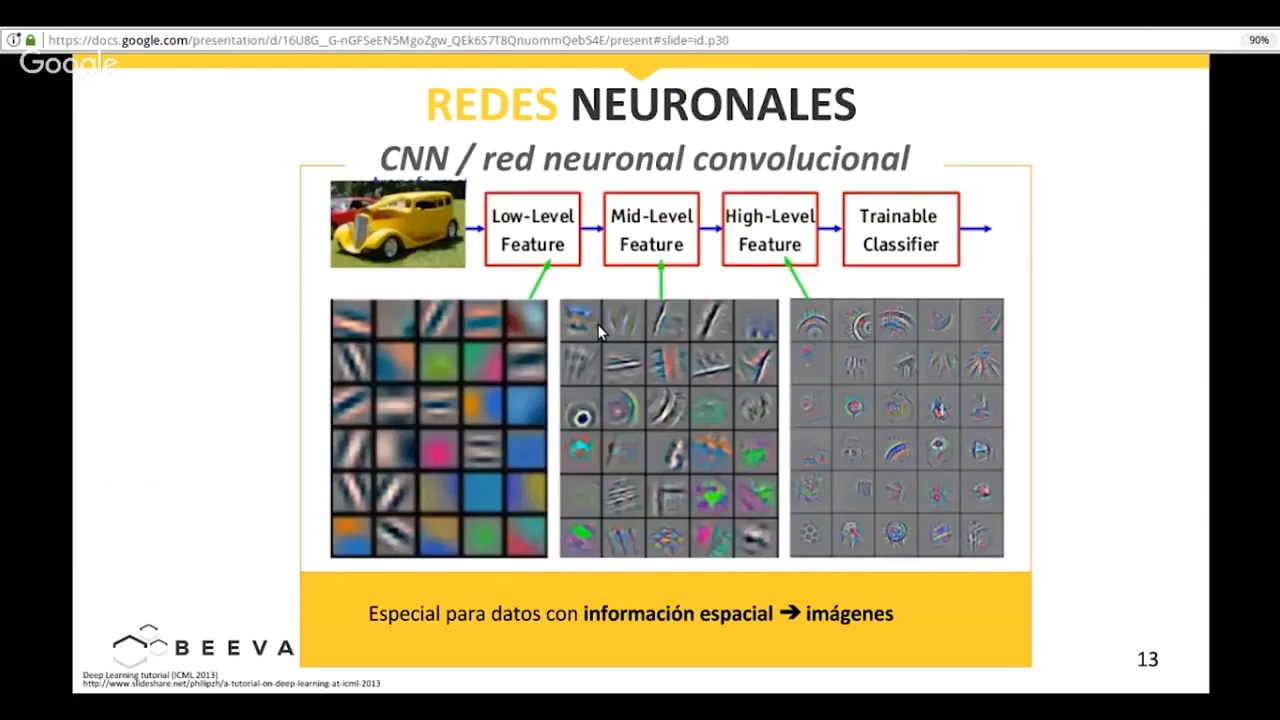 https://docs.google.com/presentation/d/16U8G__G-nGFSeEN5MgoZgw_QEk6S7T8QnuommQeb54E/present#slide=id.p30
90%
Google
REDES NEURONALES
CNN / red neuronal convolucional
Low-Level
Feature
Mid-Level
Feature
High-Level
Feature
Trainable
Classifier
Especial para datos con información espacial ➔ imágenes
BEEVA
13
Deep Learning tutorial (ICML 2013)
http://www.slideshare.net/philipzh/a-tutorial-on-deep-learning-at-icml-2013